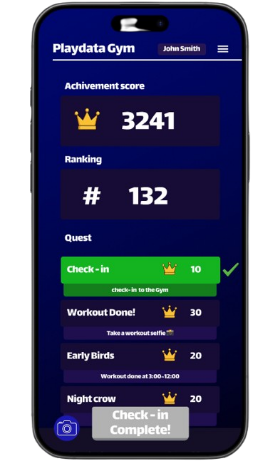 Playdata Gym John Smith
Achivement score
3241
Ranking
# 132
Quest
Check - in 10
check- in to the Gym
Workout Done! 30
Take a workout selfie
Early Birds 20
Workout done at 3:00~12:00
Night crow 20
Check - in
Complete!